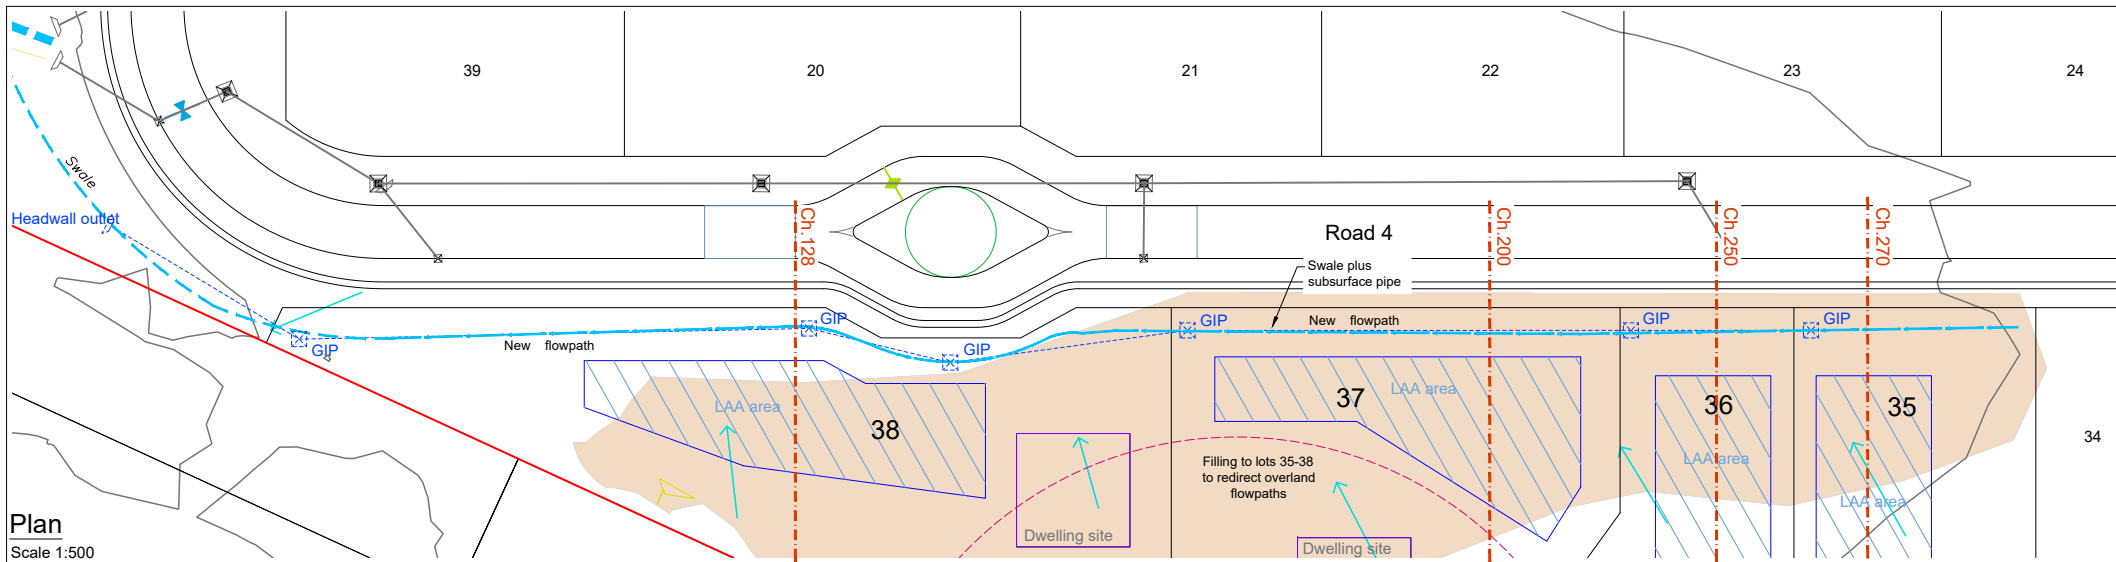 39
20
21
22
23
24
Swale
Headwall outlet
Ch.128
Road 4
Ch.200
Ch.250
Ch.270
Swale plus
subsurface pipe
GIP
New flowpath
GIP
GIP
GIP
New flowpath
GIP
GIP
LAA area
38
37
LAA area
36
LAA area
35
LAA area
34
Filling to lots 35-38
to redirect overland
flowpaths
Dwelling site
Dwelling site
Plan
Scale 1:500